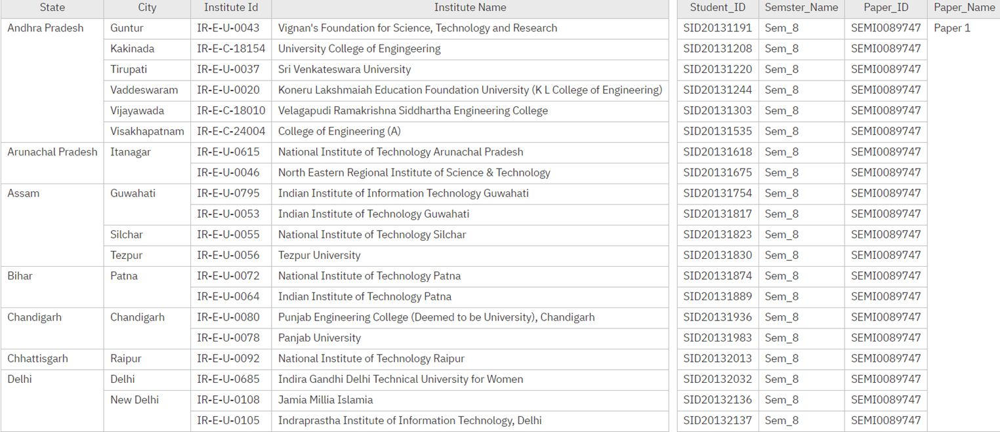 State City Institute Id Institute Name Student_ID Semster_Name Paper_ID Paper_Name
Andhra Pradesh Guntur IR-E-U-0043 Vignan's Foundation for Science, Technology and Research SID20131191 Sem_8 SEMI0089747 Paper 1
Kakinada IR-E-C-18154 University College of Engingeering SID20131208 Sem_8 SEMI0089747
Tirupati IR-E-U-0037 Sri Venkateswara University SID20131220 Sem_8 SEMI0089747
Vaddeswaram IR-E-U-0020 Koneru Lakshmaiah Education Foundation University (K L College of Engineering) SID20131244 Sem_8 SEMI0089747
Vijayawada IR-E-C-18010 Velagapudi Ramakrishna Siddhartha Engineering College SID20131303 Sem_8 SEMI0089747
Visakhapatnam IR-E-C-24004 College of Engineering (A) SID20131535 Sem_8 SEMI0089747
Arunachal Pradesh Itanagar IR-E-U-0615 National Institute of Technology Arunachal Pradesh SID20131618 Sem_8 SEMI0089747
IR-E-U-0046 North Eastern Regional Institute of Science & Technology SID20131675 Sem_8 SEMI0089747
Assam Guwahati IR-E-U-0795 Indian Institute of Information Technology Guwahati SID20131754 Sem_8 SEMI0089747
IR-E-U-0053 Indian Institute of Technology Guwahati SID20131817 Sem_8 SEMI0089747
Silchar IR-E-U-0055 National Institute of Technology Silchar SID20131823 Sem_8 SEMI0089747
Tezpur IR-E-U-0056 Tezpur University SID20131830 Sem_8 SEMI0089747
Bihar Patna IR-E-U-0072 National Institute of Technology Patna SID20131874 Sem_8 SEMI0089747
IR-E-U-0064 Indian Institute of Technology Patna SID20131889 Sem_8 SEMI0089747
Chandigarh Chandigarh IR-E-U-0080 Punjab Engineering College (Deemed to be University), Chandigarh SID20131936 Sem_8 SEMI0089747
IR-E-U-0078 Panjab University SID20131983 Sem_8 SEMI0089747
Chhattisgarh Raipur IR-E-U-0092 National Institute of Technology Raipur SID20132013 Sem_8 SEMI0089747
Delhi Delhi IR-E-U-0685 Indira Gandhi Delhi Technical University for Women SID20132032 Sem_8 SEMI0089747
New Delhi IR-E-U-0108 Jamia Millia Islamia SID20132136 Sem_8 SEMI0089747
IR-E-U-0105 Indraprastha Institute of Information Technology, Delhi SID20132137 Sem_8 SEMI0089747